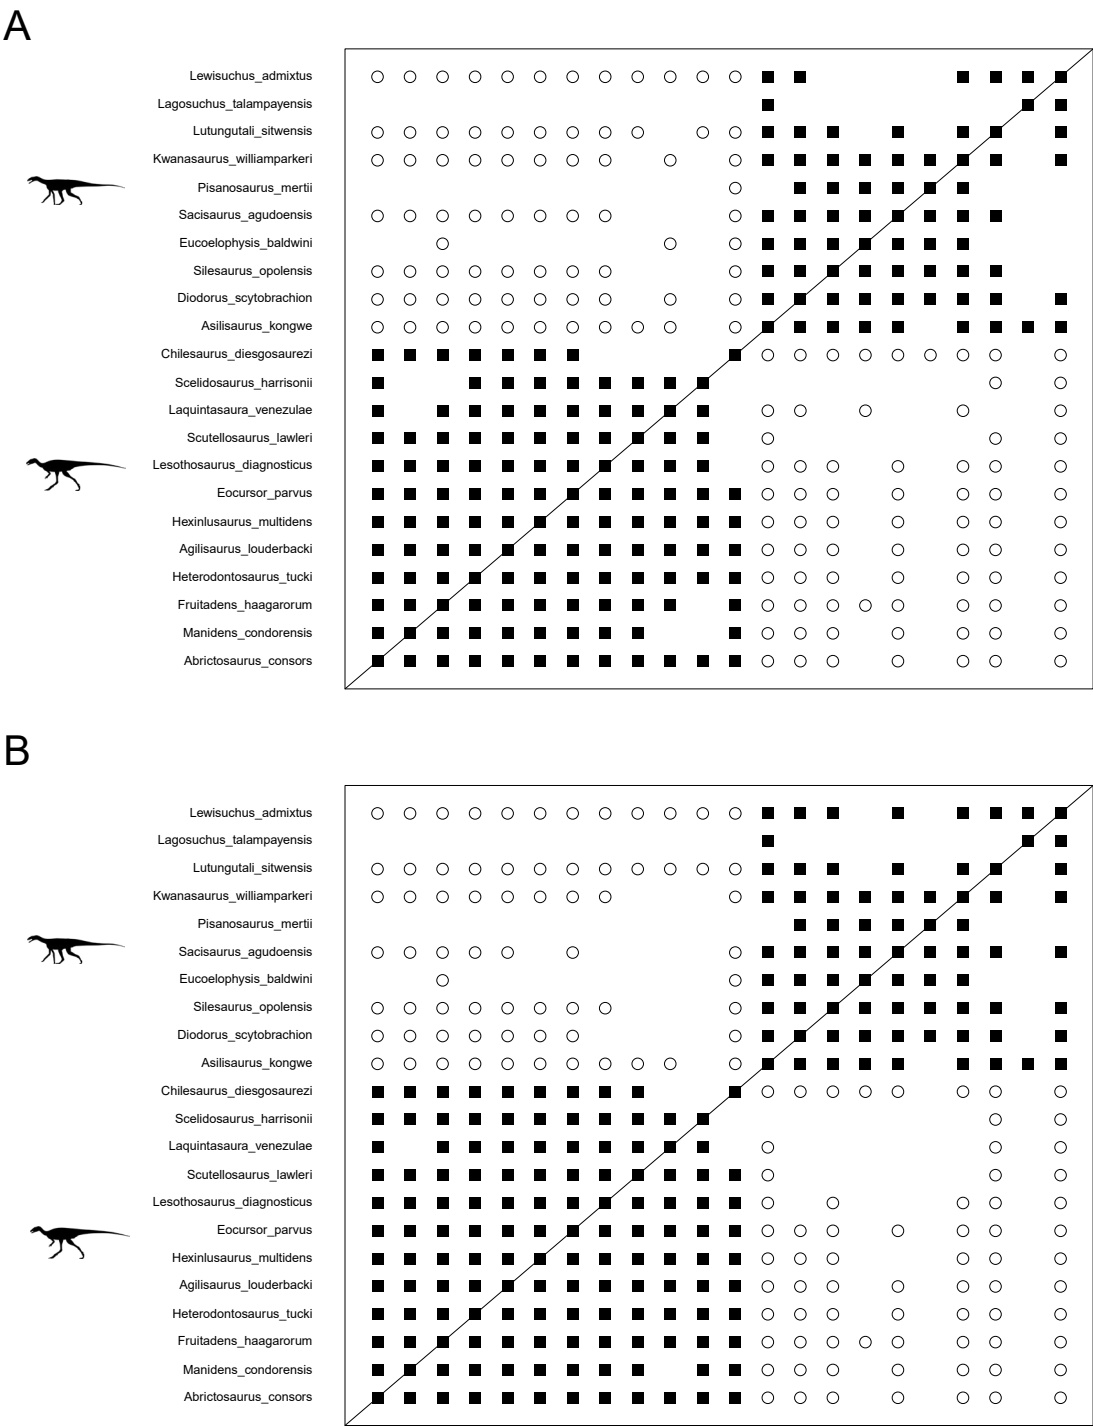 A
Lewisuchus_admixtus
Lagosuchus_talampayensis
Lutungutali_sitwensis
Kwanasaurus_williamparkeri
Pisanosaurus_mertii
Sacisaurus_agudoensis
Eucoelophysis_baldwini
Silesaurus_opolensis
Diodorus_scytobrachion
Asilisaurus_kongwe
Chilesaurus_diesgosaurezi
Scelidosaurus_harrisonii
Laquintasaura_venezulae
Scutellosaurus_lawleri
Lesothosaurus_diagnosticus
Eocursor_parvus
Hexinlusaurus_multidens
Agilisaurus_louderbacki
Heterodontosaurus_tucki
Fruitadens_haagarorum
Manidens_condorensis
Abrictosaurus_consors
B
Lewisuchus_admixtus
Lagosuchus_talampayensis
Lutungutali_sitwensis
Kwanasaurus_williamparkeri
Pisanosaurus_mertii
Sacisaurus_agudoensis
Eucoelophysis_baldwini
Silesaurus_opolensis
Diodorus_scytobrachion
Asilisaurus_kongwe
Chilesaurus_diesgosaurezi
Scelidosaurus_harrisonii
Laquintasaura_venezulae
Scutellosaurus_lawleri
Lesothosaurus_diagnosticus
Eocursor_parvus
Hexinlusaurus_multidens
Agilisaurus_louderbacki
Heterodontosaurus_tucki
Fruitadens_haagarorum
Manidens_condorensis
Abrictosaurus_consors